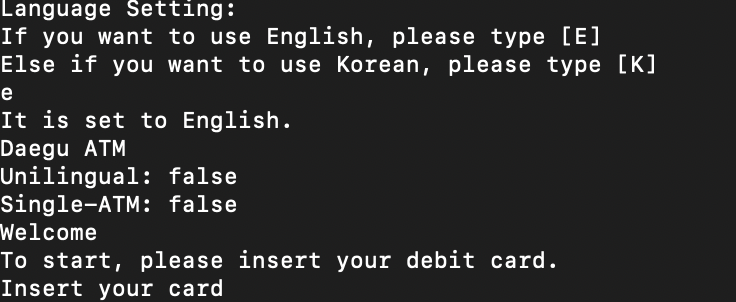 Language Setting:
If you want to use English, please type [E]
Else if you want to use Korean, please type [K]
e
It is set to English.
Daegu ATM
Unilingual: false
Single-ATM: false
Welcome
To start, please insert your debit card.
Insert your card